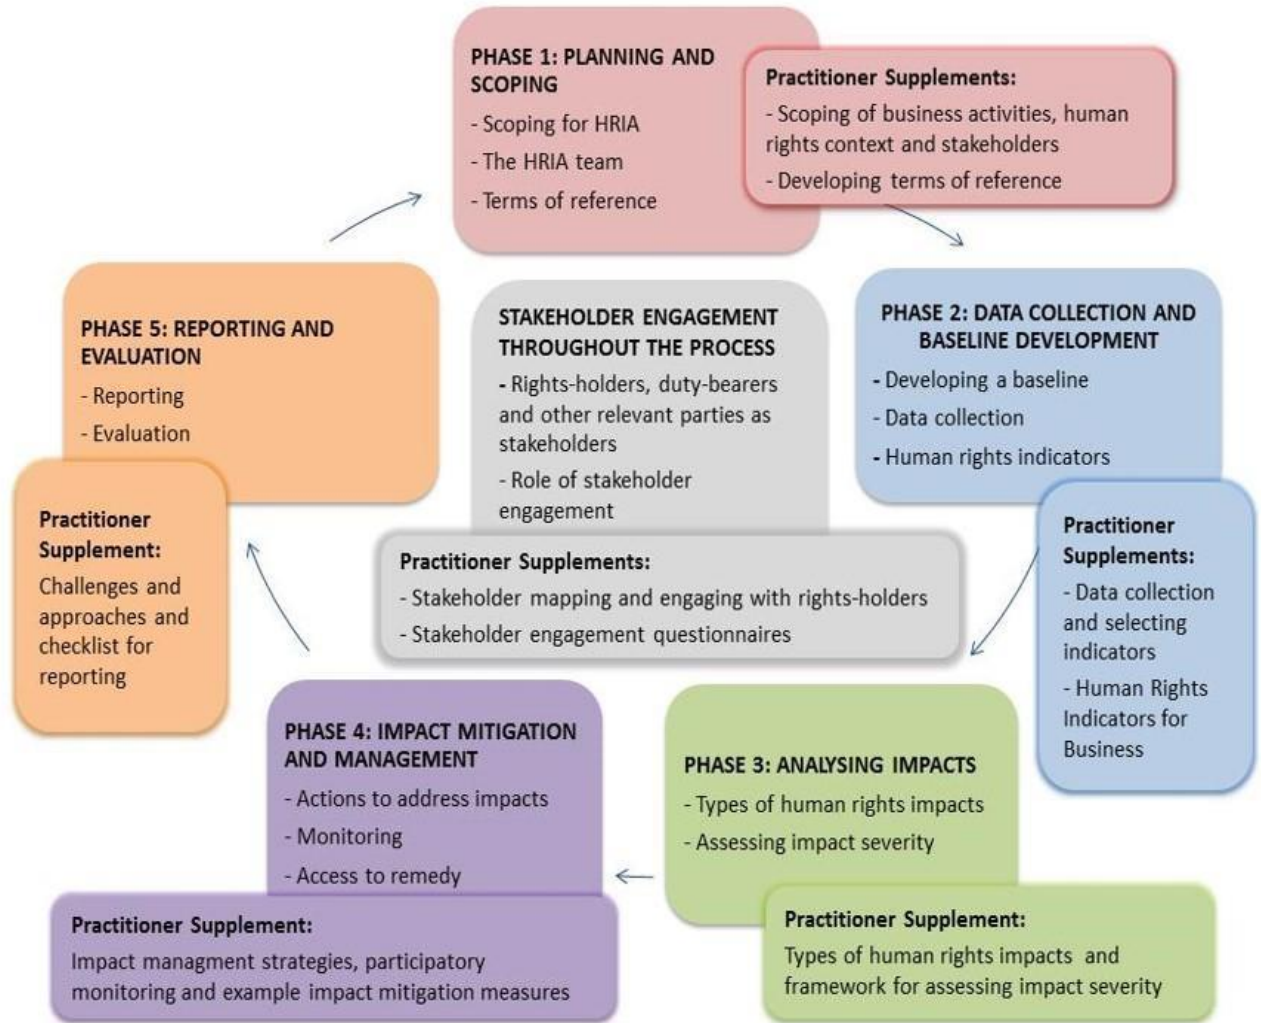 PHASE 1: PLANNING AND
SCOPING
- Scoping for HRIA
- The HRIA team
- Terms of reference
Practitioner Supplements:
- Scoping of business activities, human
rights context and stakeholders
- Developing terms of reference
PHASE 2: DATA COLLECTION AND
BASELINE DEVELOPMENT
- Developing a baseline
- Data collection
- Human rights indicators
Practitioner
Supplements:
- Data collection
and selecting
indicators
- Human Rights
Indicators for
Business
PHASE 3: ANALYSING IMPACTS
- Types of human rights impacts
- Assessing impact severity
Practitioner Supplement:
Types of human rights impacts and
framework for assessing impact severity
PHASE 4: IMPACT MITIGATION
AND MANAGEMENT
- Actions to address impacts
- Monitoring
- Access to remedy
Practitioner Supplement:
Impact managment strategies, participatory
monitoring and example impact mitigation measures
PHASE 5: REPORTING AND
EVALUATION
- Reporting
- Evaluation
Practitioner
Supplement:
Challenges and
approaches and
checklist for
reporting
STAKEHOLDER ENGAGEMENT
THROUGHOUT THE PROCESS
- Rights-holders, duty-bearers
and other relevant parties as
stakeholders
- Role of stakeholder
engagement
Practitioner Supplements:
- Stakeholder mapping and engaging with rights-holders
- Stakeholder engagement questionnaires